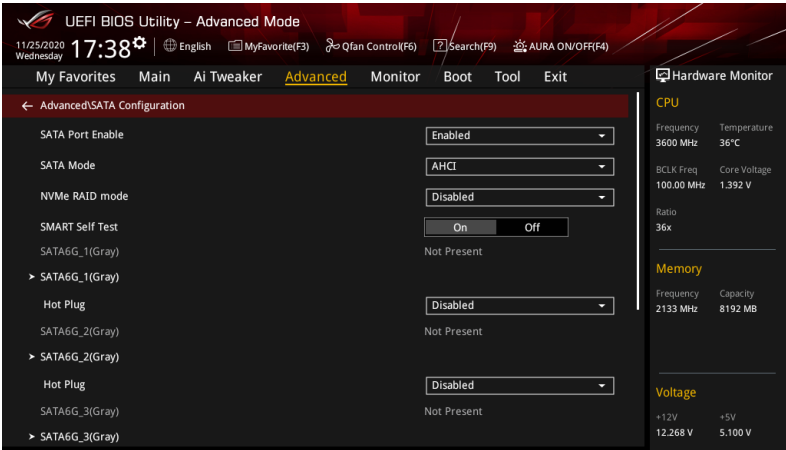 UEFI BIOS Utility – Advanced Mode
11/25/2020 Wednesday 17:38 English MyFavorite(F3) Qfan Control(F6) ? Search(F9) AURA ON/OFF(F4)
My Favorites Main Ai Tweaker Advanced Monitor Boot Tool Exit
Hardware Monitor
← Advanced\SATA Configuration
SATA Port Enable Enabled
SATA Mode AHCI
NVMe RAID mode Disabled
SMART Self Test On Off
SATA6G_1(Gray) Not Present
> SATA6G_1(Gray)
Hot Plug Disabled
SATA6G_2(Gray) Not Present
> SATA6G_2(Gray)
Hot Plug Disabled
SATA6G_3(Gray) Not Present
> SATA6G_3(Gray)
CPU
Frequency Temperature
3600 MHz 36°C
BCLK Freq Core Voltage
100.00 MHz 1.392 V
Ratio
36x
Memory
Frequency Capacity
2133 MHz 8192 MB
Voltage
+12V +5V
12.268 V 5.100 V